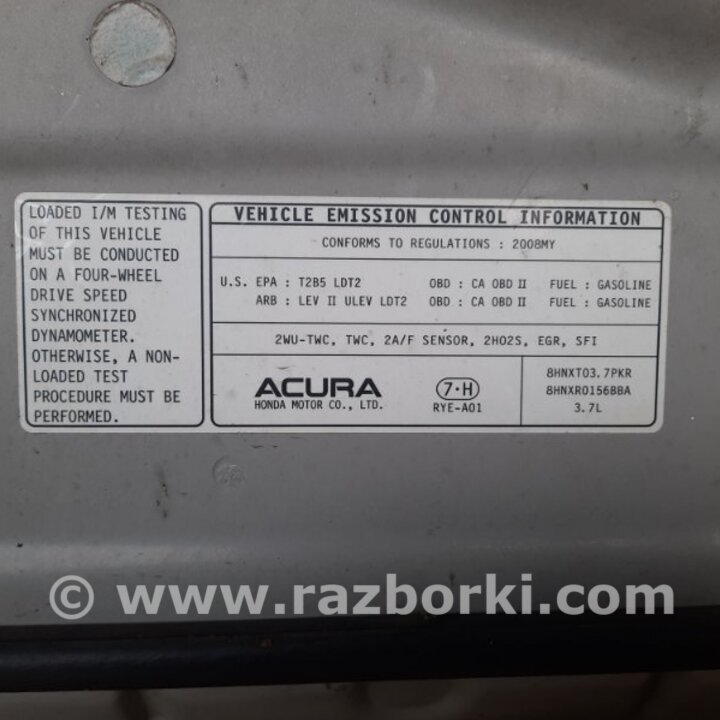 LOADED I/M TESTING
OF THIS VEHICLE
MUST BE CONDUCTED
ON A FOUR-WHEEL
DRIVE SPEED
SYNCHRONIZED
DYNAMOMETER.
OTHERWISE, A NON-
LOADED TEST
PROCEDURE MUST BE
PERFORMED.
VEHICLE EMISSION CONTROL INFORMATION
CONFORMS TO REGULATIONS : 2008MY
U.S. EPA : T2B5 LDT2 OBD : CA OBD II FUEL : GASOLINE
ARB : LEV II ULEV LDT2 OBD : CA OBD II FUEL : GASOLINE
2WU-TWC, TWC, 2A/F SENSOR, 2HO2S, EGR, SFI
ACURA
HONDA MOTOR CO., LTD.
7·H
RYE-A01
8HNXT03.7PKR
8HNXR0156BBA
3.7L
© www.razborki.com